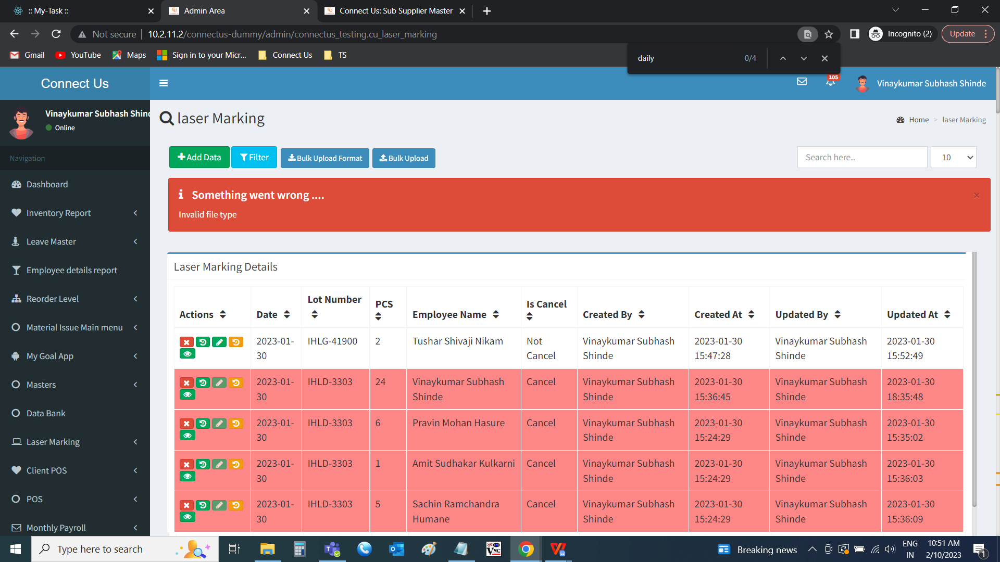 :: My-Task ::
Admin Area
Connect Us: Sub Supplier Master
Not secure
10.2.11.2/connectus-dummy/admin/connectus_testing.cu_laser_marking
Incognito (2)
Update
Gmail
YouTube
Maps
Sign in to your Micr...
Connect Us
TS
daily
0/4
Connect Us
105
Vinaykumar Subhash Shinde
Vinaykumar Subhash Shind
Online
laser Marking
Home > laser Marking
Navigation
Add Data
Filter
Bulk Upload Format
Bulk Upload
Search here..
10
Something went wrong ....
Invalid file type
Dashboard
Inventory Report
Leave Master
Employee details report
Reorder Level
Material Issue Main menu
My Goal App
Masters
Data Bank
Laser Marking
Client POS
POS
Monthly Payroll
Laser Marking Details
Actions Date Lot Number PCS Employee Name Is Cancel Created By Created At Updated By Updated At
2023-01-30 IHLG-41900 2 Tushar Shivaji Nikam Not Cancel Vinaykumar Subhash Shinde 2023-01-30 15:47:28 Vinaykumar Subhash Shinde 2023-01-30 15:52:49
2023-01-30 IHLD-3303 24 Vinaykumar Subhash Shinde Cancel Vinaykumar Subhash Shinde 2023-01-30 15:36:45 Vinaykumar Subhash Shinde 2023-01-30 18:35:48
2023-01-30 IHLD-3303 6 Pravin Mohan Hasure Cancel Vinaykumar Subhash Shinde 2023-01-30 15:24:29 Vinaykumar Subhash Shinde 2023-01-30 15:35:02
2023-01-30 IHLD-3303 1 Amit Sudhakar Kulkarni Cancel Vinaykumar Subhash Shinde 2023-01-30 15:24:29 Vinaykumar Subhash Shinde 2023-01-30 15:36:03
2023-01-30 IHLD-3303 5 Sachin Ramchandra Humane Cancel Vinaykumar Subhash Shinde 2023-01-30 15:24:29 Vinaykumar Subhash Shinde 2023-01-30 15:36:09
Type here to search
VNC
Breaking news
ENG
IN
10:51 AM
2/10/2023
1